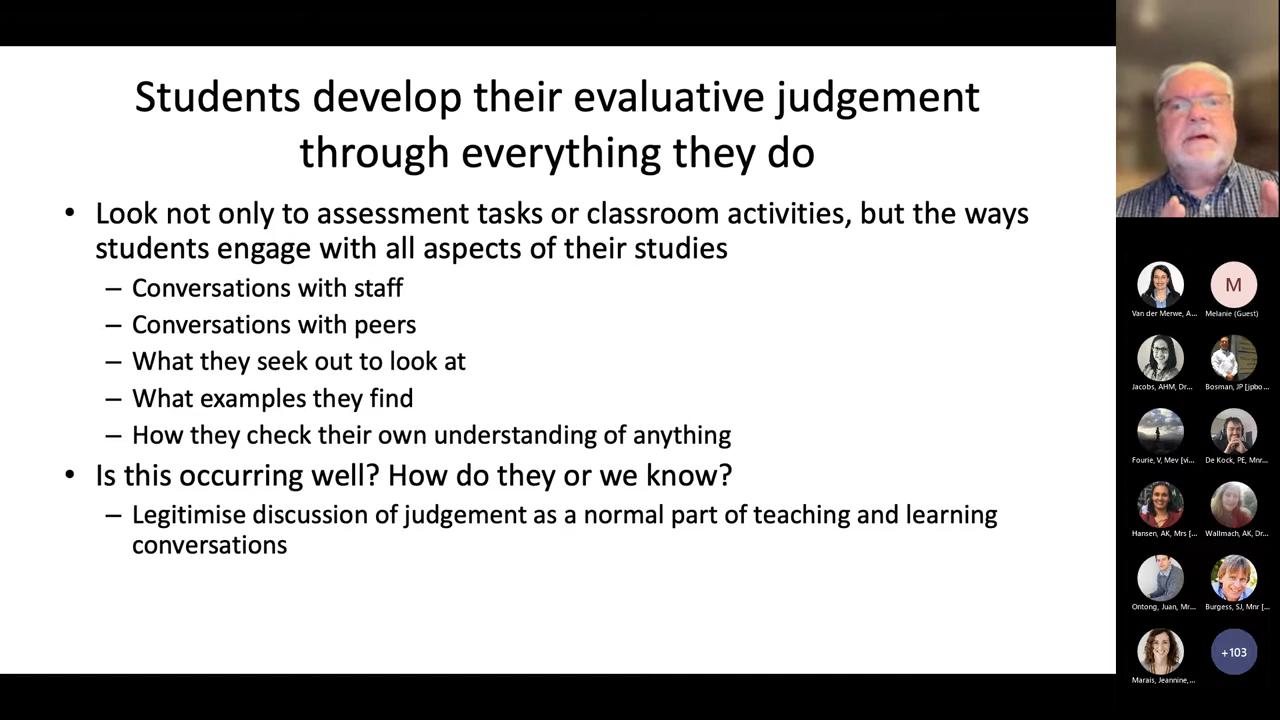 Students develop their evaluative judgement
through everything they do
• Look not only to assessment tasks or classroom activities, but the ways
students engage with all aspects of their studies
– Conversations with staff
– Conversations with peers
– What they seek out to look at
– What examples they find
– How they check their own understanding of anything
• Is this occurring well? How do they or we know?
– Legitimise discussion of judgement as a normal part of teaching and learning
conversations
M
Van der Merwe, A...
Melanie (Guest)
Jacobs, AHM, Dr...
Bosman, JP [jpbo...
Fourie, V, Mev [vi...
De Kock, PE, Mnr...
Hansen, AK, Mrs [...
Wallmach, AK, Dr...
Ontong, Juan, Mr...
Burgess, SJ, Mnr [...
+103
Marais, Jeannine,...